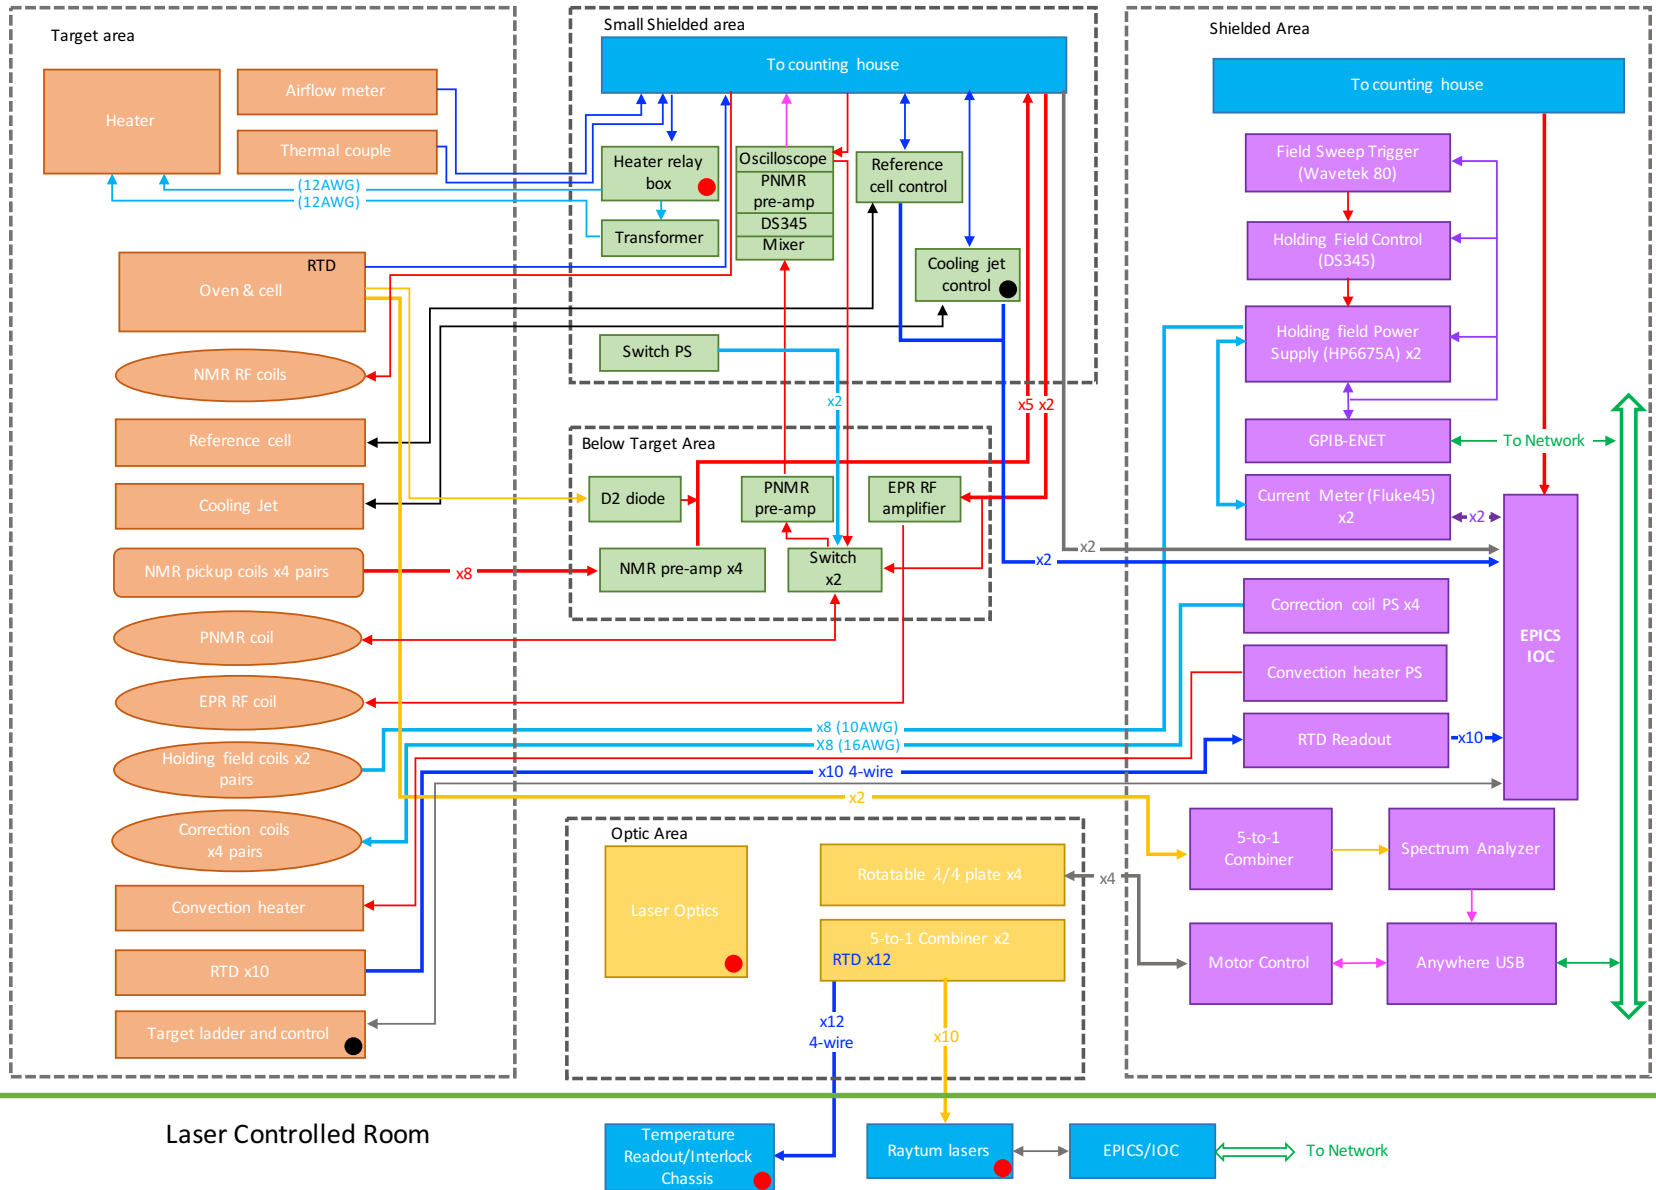 Target area
Heater
Airflow meter
Thermal couple
(12AWG)
(12AWG)
RTD
Oven & cell
NMR RF coils
Reference cell
Cooling Jet
NMR pickup coils x4 pairs
x8
PNMR coil
EPR RF coil
Holding field coils x2
pairs
Correction coils
x4 pairs
Convection heater
RTD x10
Target ladder and control
Small Shielded area
To counting house
Heater relay
box
Transformer
Oscilloscope
PNMR
pre-amp
DS345
Mixer
Reference
cell control
Cooling jet
control
Switch PS
x2
x5 x2
Below Target Area
D2 diode
PNMR
pre-amp
EPR RF
amplifier
NMR pre-amp x4
Switch
x2
x2
x2
x8 (10AWG)
X8 (16AWG)
x10 4-wire
x2
Optic Area
Laser Optics
Rotatable λ/4 plate x4
5-to-1 Combiner x2
RTD x12
x12
4-wire
x10
x4
Shielded Area
To counting house
Field Sweep Trigger
(Wavetek 80)
Holding Field Control
(DS345)
Holding field Power
Supply (HP6675A) x2
GPIB-ENET
To Network
Current Meter (Fluke45)
x2
x2
Correction coil PS x4
EPICS
IOC
Convection heater PS
RTD Readout
x10
5-to-1
Combiner
Spectrum Analyzer
Motor Control
Anywhere USB
Laser Controlled Room
Temperature
Readout/Interlock
Chassis
Raytum lasers
EPICS/IOC
To Network